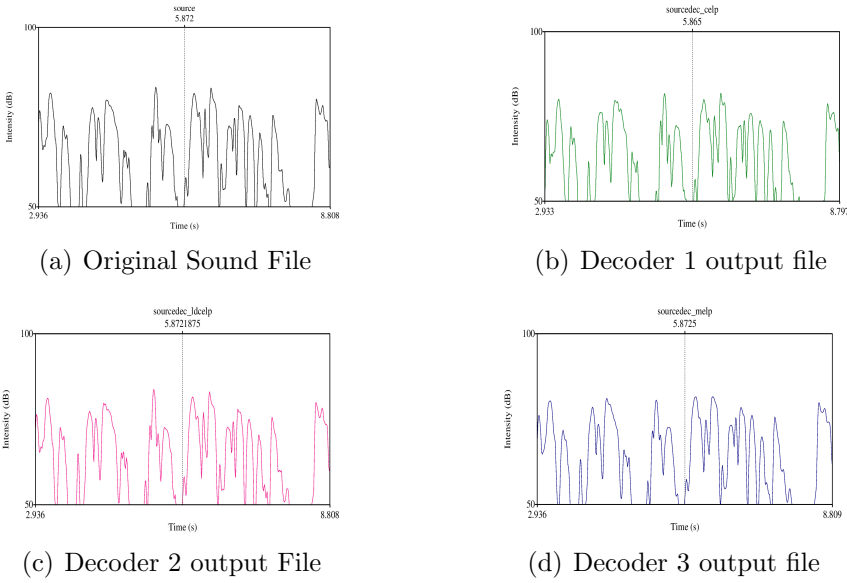 source
5.872
100
Intensity (dB)
50
2.936
8.808
Time (s)
(a) Original Sound File
sourcedec_celp
5.865
100
Intensity (dB)
50
2.933
8.797
Time (s)
(b) Decoder 1 output file
sourcedec_ldcelp
5.8721875
100
Intensity (dB)
50
2.936
8.808
Time (s)
(c) Decoder 2 output File
sourcedec_melp
5.8725
100
Intensity (dB)
50
2.936
8.809
Time (s)
(d) Decoder 3 output file